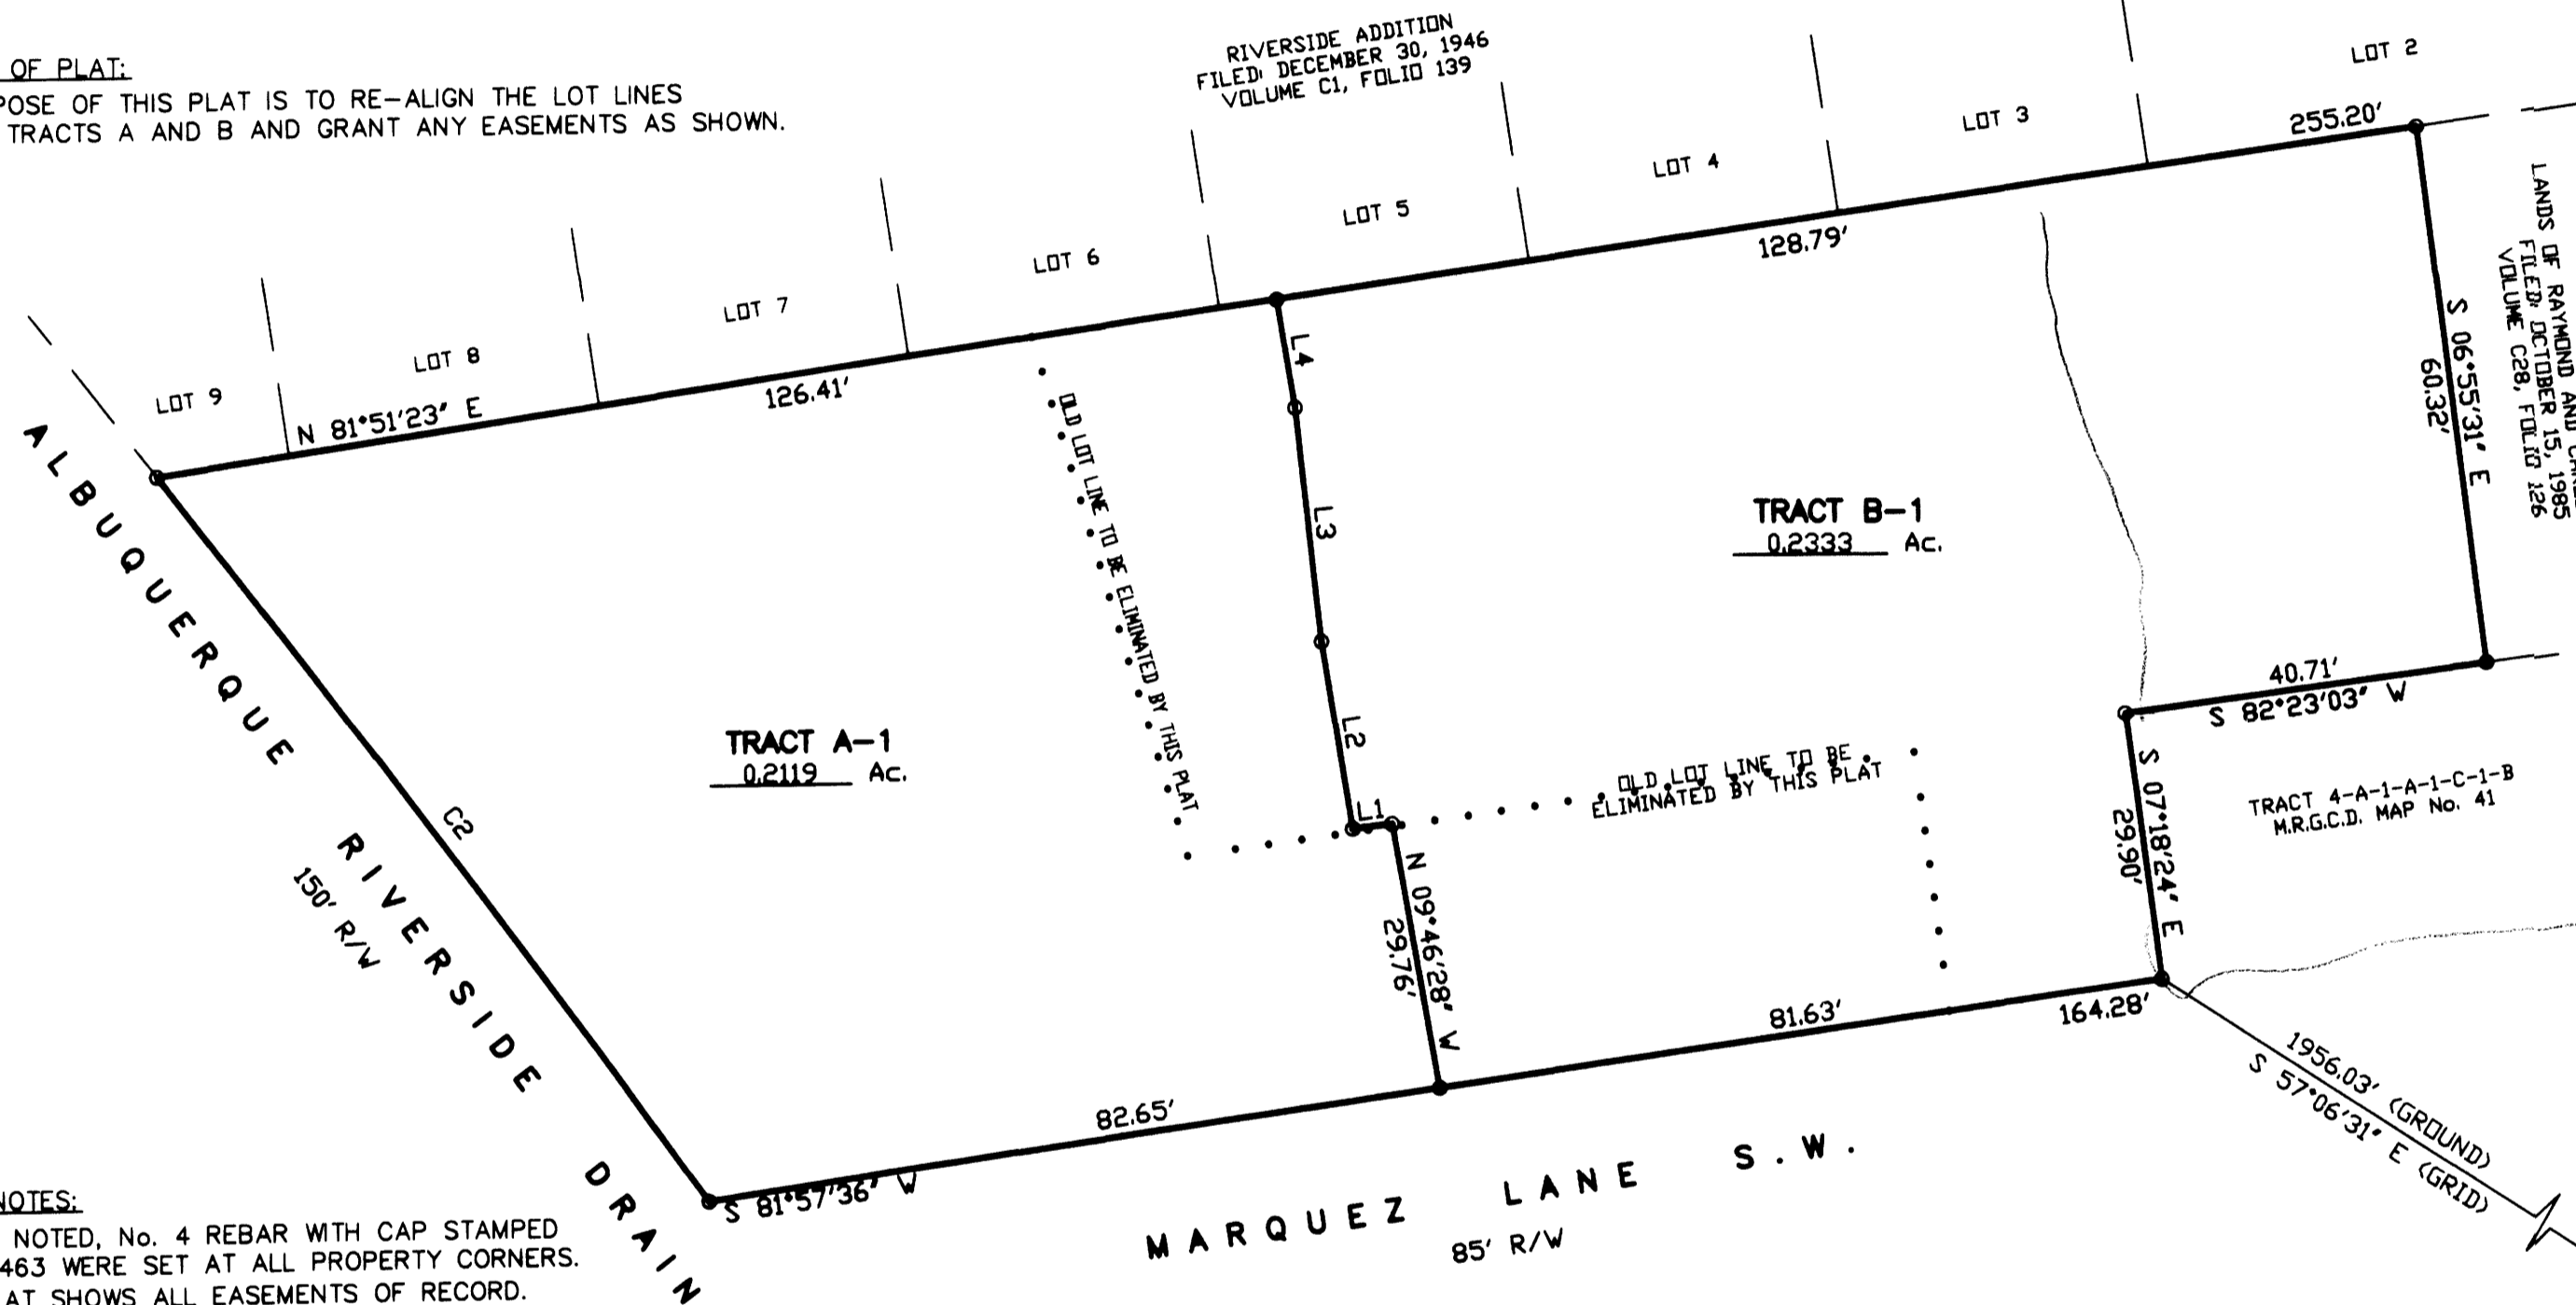 OF PLAT:
POSE OF THIS PLAT IS TO RE-ALIGN THE LOT LINES
TRACTS A AND B AND GRANT ANY EASEMENTS AS SHOWN.
RIVERSIDE ADDITION
FILED: DECEMBER 30, 1946
VOLUME C1, FOLIO 139
LOT 2
LOT 3
LOT 4
LOT 5
LOT 6
LOT 7
LOT 8
LOT 9
255.20'
128.79'
126.41'
N 81°51'23" E
LANDS OF RAYMOND AND
FILED: OCTOBER 15, 1985
VOLUME C28, FOLIO 126
S 06°55'31" E
60.32'
L4
L3
L2
L1
OLD LOT LINE TO BE ELIMINATED BY THIS PLAT
TRACT B-1
0.2333 Ac.
TRACT A-1
0.2119 Ac.
40.71'
S 82°23'03" W
OLD LOT LINE TO BE
ELIMINATED BY THIS PLAT
S 07°18'24" E
29.90'
TRACT 4-A-1-A-1-C-1-B
M.R.G.C.D. MAP No. 41
N 09°46'28" W
29.76'
C2
ALBUQUERQUE RIVERSIDE DRAIN
150' R/W
81.63'
164.28'
82.65'
S 81°57'36" W
1956.03' (GROUND)
S 57°06'31" E (GRID)
MARQUEZ LANE S.W.
85' R/W
NOTES:
NOTED, No. 4 REBAR WITH CAP STAMPED
463 WERE SET AT ALL PROPERTY CORNERS.
AT SHOWS ALL EASEMENTS OF RECORD.